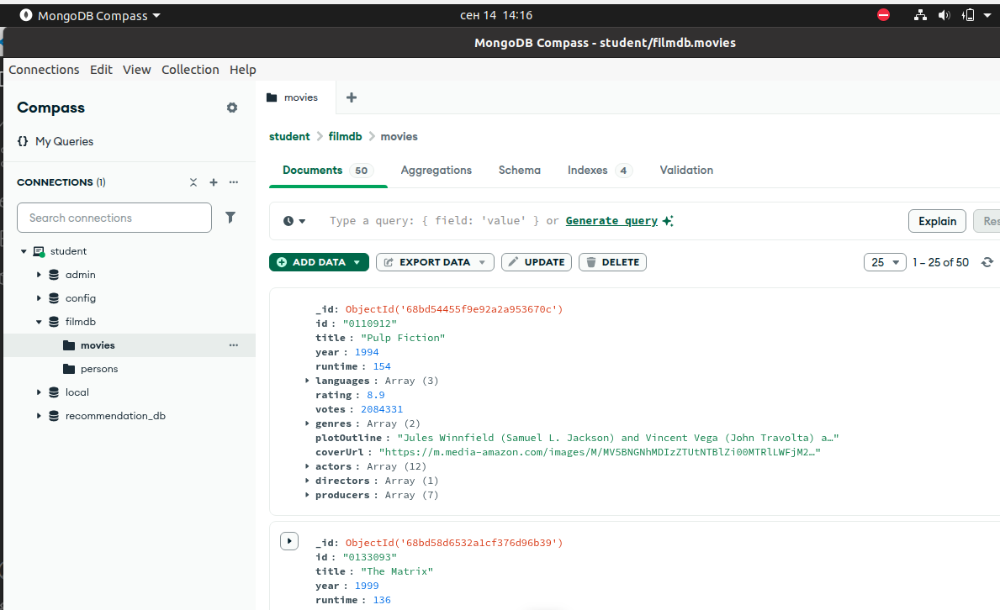 MongoDB Compass
сен 14 14:16
MongoDB Compass - student/filmdb.movies
Connections Edit View Collection Help
Compass
{} My Queries
CONNECTIONS (1)
Search connections
student
admin
config
filmdb
movies
persons
local
recommendation_db
movies
student > filmdb > movies
Documents 50 Aggregations Schema Indexes 4 Validation
Type a query: { field: 'value' } or Generate query
Explain
Res
ADD DATA EXPORT DATA UPDATE DELETE
25 1 – 25 of 50
_id: ObjectId('68bd54455f9e92a2a953670c')
id : "0110912"
title : "Pulp Fiction"
year : 1994
runtime : 154
languages : Array (3)
rating : 8.9
votes : 2084331
genres : Array (2)
plotOutline : "Jules Winnfield (Samuel L. Jackson) and Vincent Vega (John Travolta) a…"
coverUrl : "https://m.media-amazon.com/images/M/MV5BNGNhMDIzZTUtNTBlZi00MTRlLWFjM2…"
actors : Array (12)
directors : Array (1)
producers : Array (7)
_id: ObjectId('68bd58d6532a1cf376d96b39')
id : "0133093"
title : "The Matrix"
year : 1999
runtime : 136